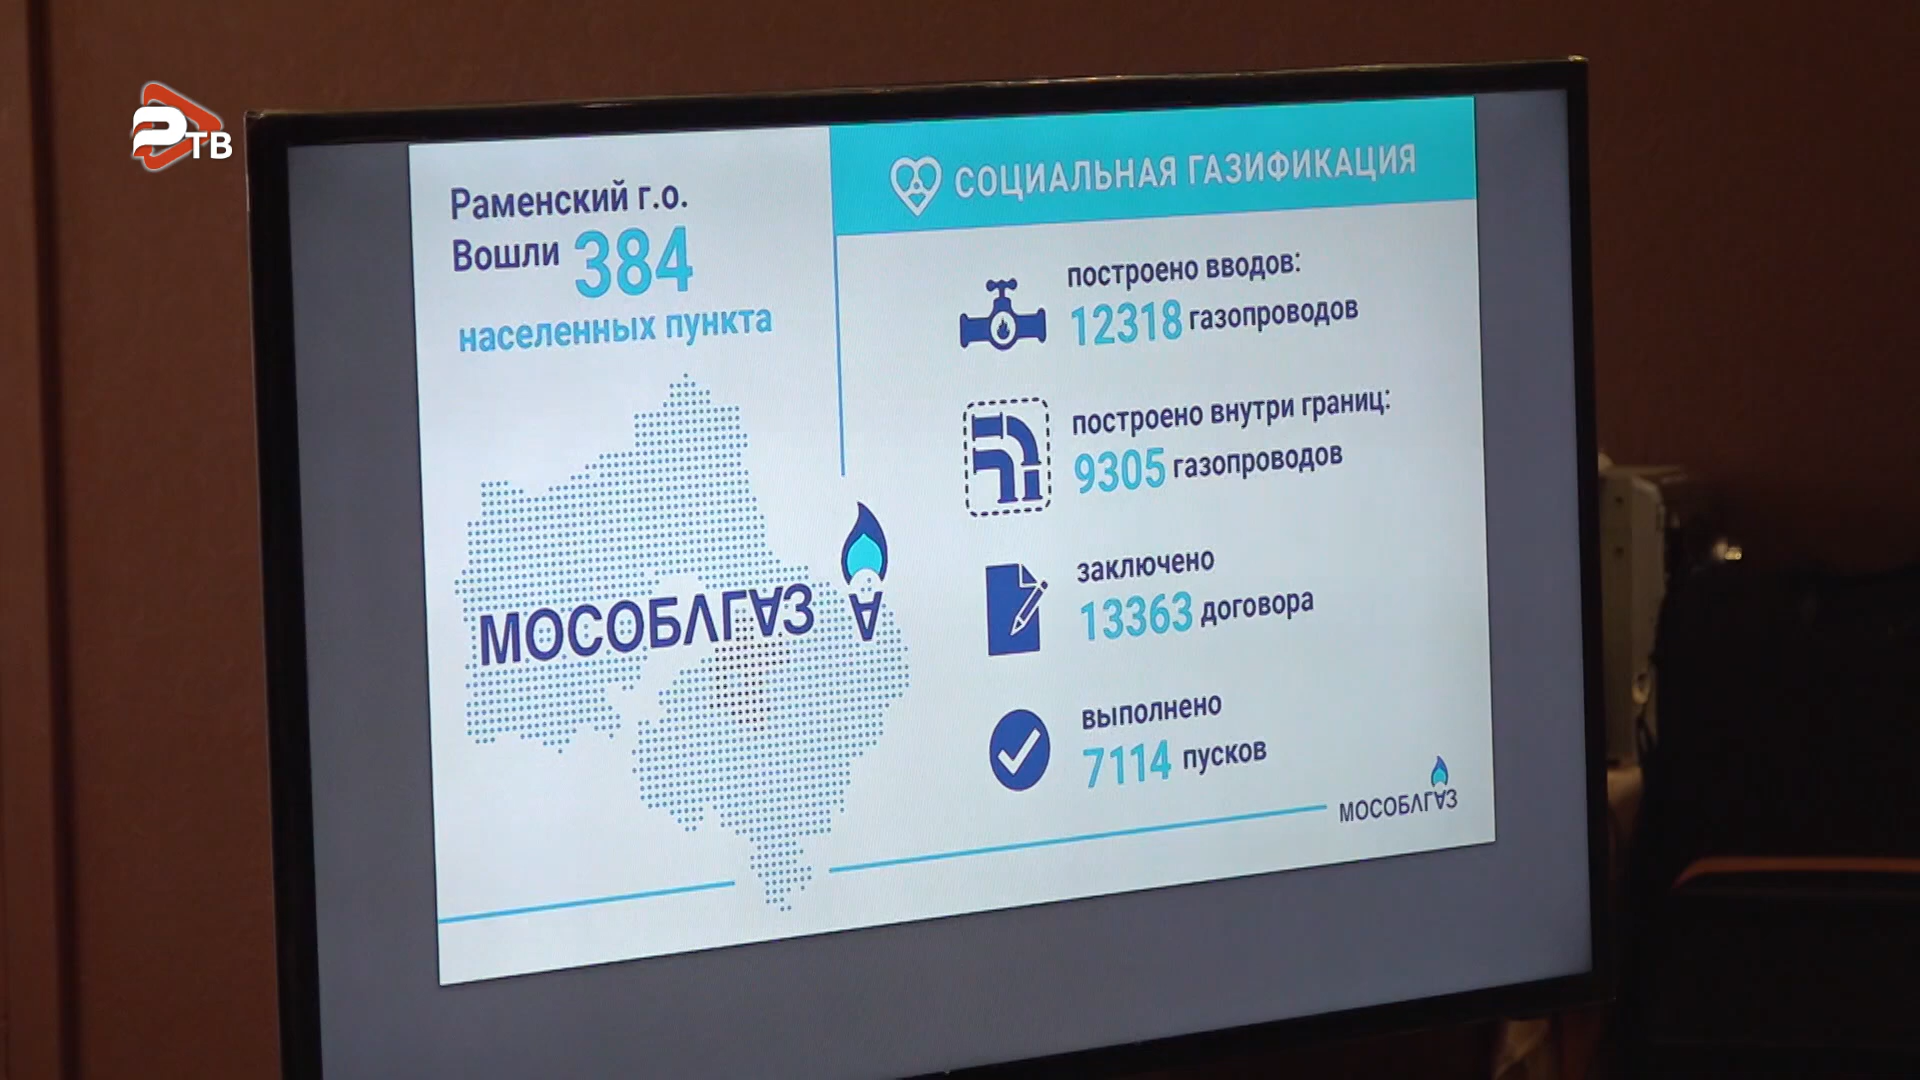 РТВ
Раменский г.о.
Вошли 384
населенных пункта
МОСОБЛГАЗ
СОЦИАЛЬНАЯ ГАЗИФИКАЦИЯ
построено вводов:
12318 газопроводов
построено внутри границ:
9305 газопроводов
заключено
13363 договора
выполнено
7114 пусков
МОСОБЛГАЗ